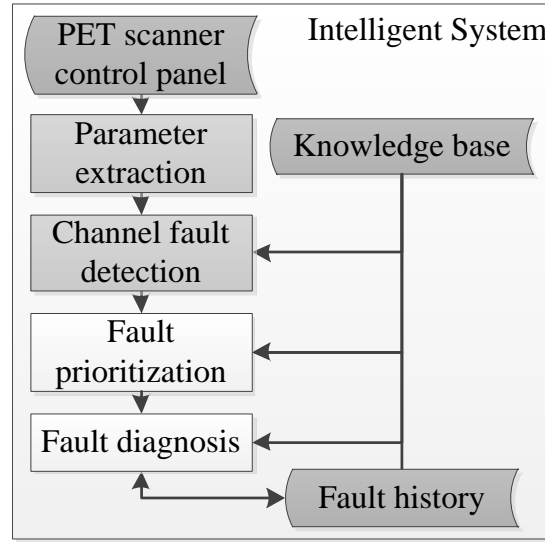 Intelligent System
PET scanner
control panel
Parameter
extraction
Knowledge base
Channel fault
detection
Fault
prioritization
Fault diagnosis
Fault history